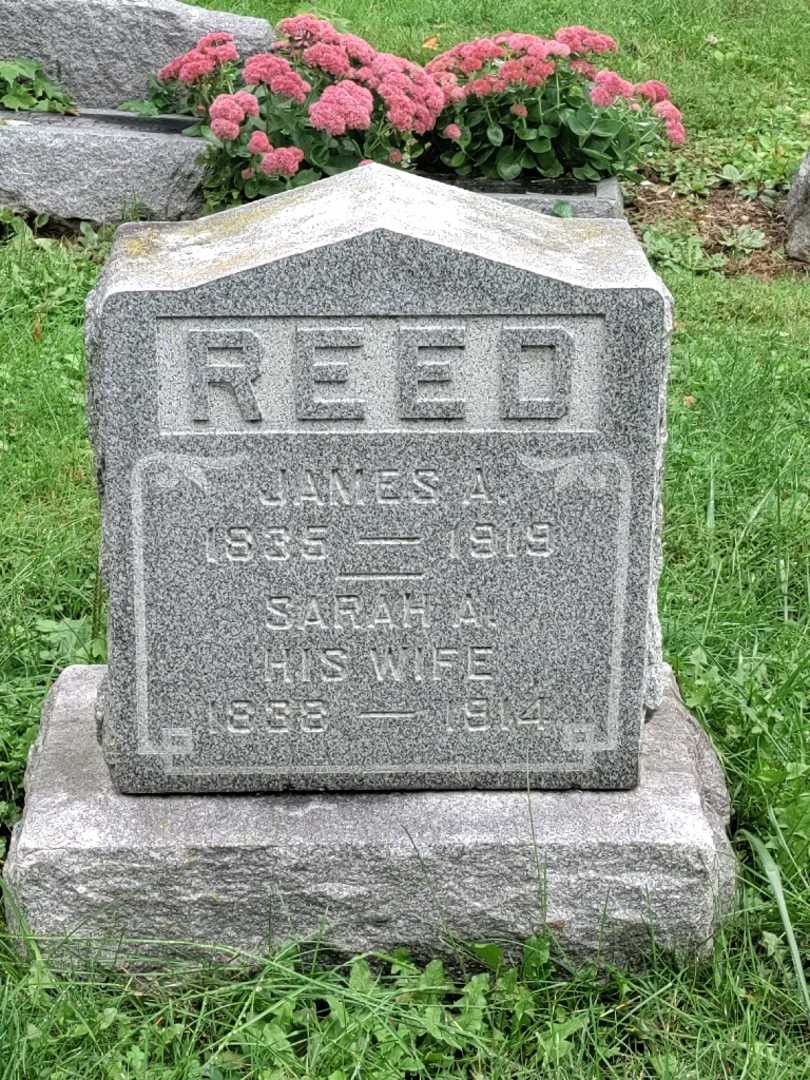 REED
JAMES A.
1835 — 1919
SARAH A.
HIS WIFE
1838 — 1914